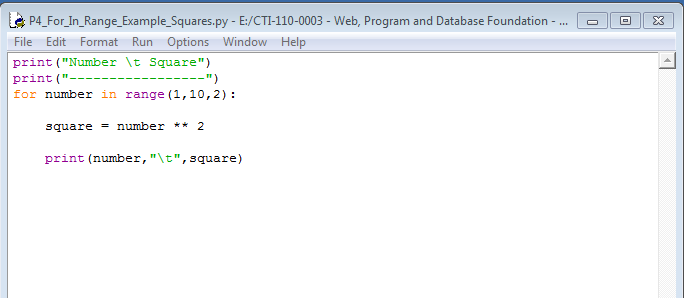 P4_For_In_Range_Example_Squares.py - E:/CTI-110-0003 - Web, Program and Database Foundation - ...
File Edit Format Run Options Window Help
print("Number \t Square")
print("-----------------")
for number in range(1,10,2):
    square = number ** 2
    print(number,"\t",square)